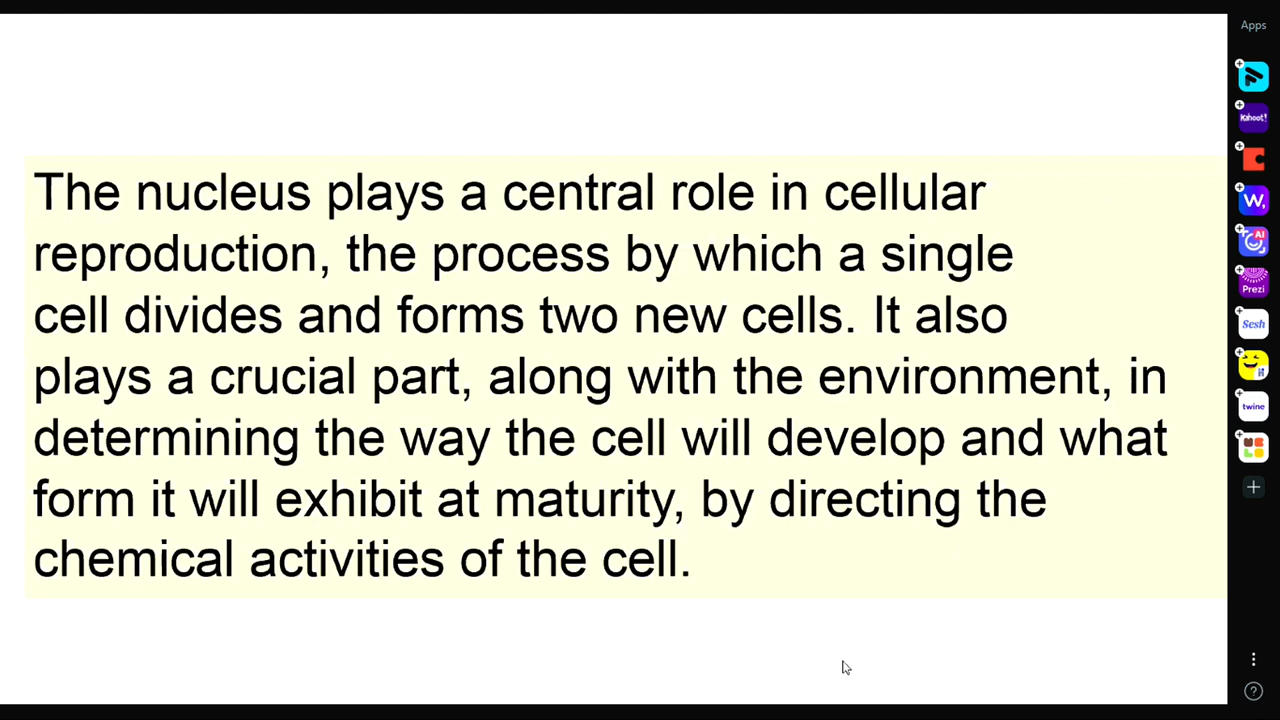 Apps
The nucleus plays a central role in cellular
reproduction, the process by which a single
cell divides and forms two new cells. It also
plays a crucial part, along with the environment, in
determining the way the cell will develop and what
form it will exhibit at maturity, by directing the
chemical activities of the cell.
Kahoot!
W,
AI
Prezi
Sesh
twine
?